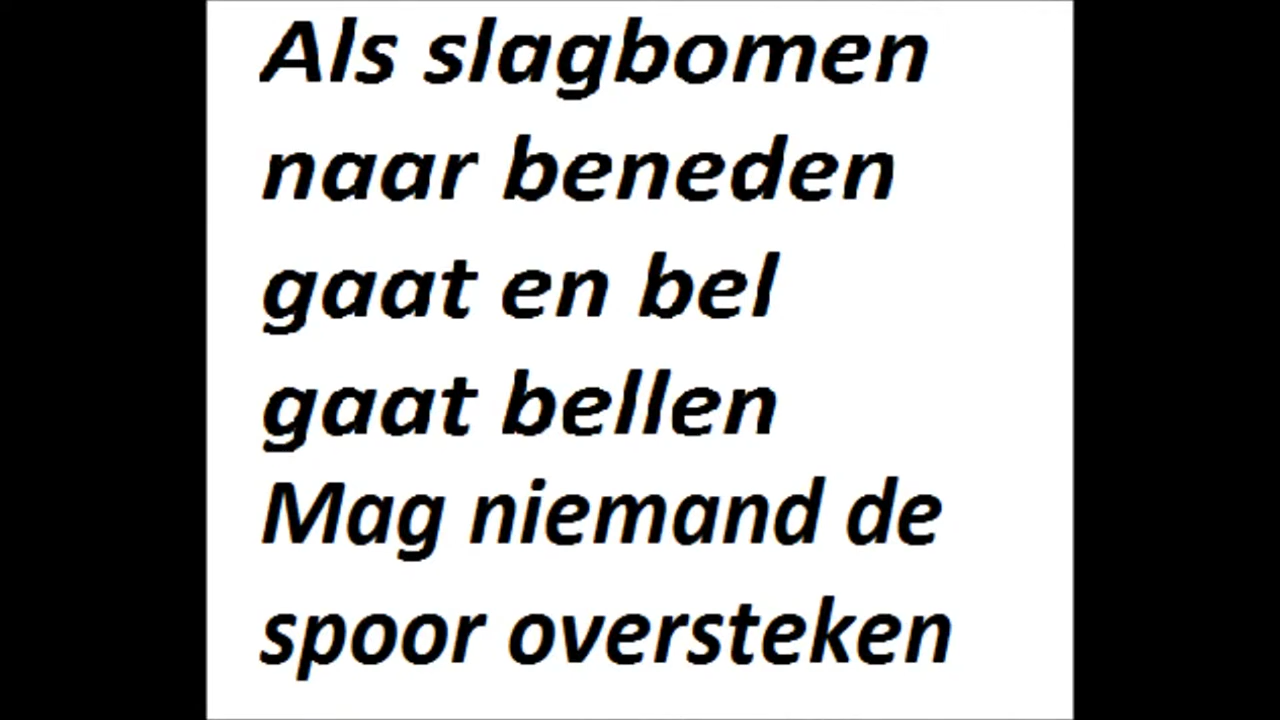 Als slagbomen
naar beneden
gaat en bel
gaat bellen
Mag niemand de
spoor oversteken